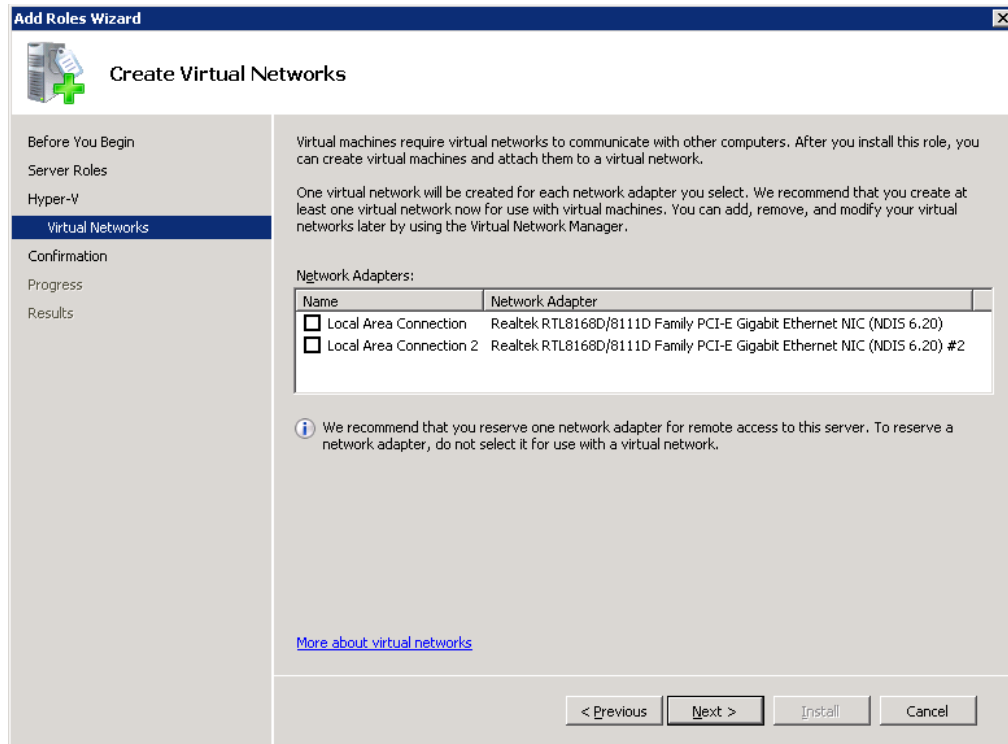 Add Roles Wizard
Create Virtual Networks
Before You Begin
Server Roles
Hyper-V
Virtual Networks
Confirmation
Progress
Results
Virtual machines require virtual networks to communicate with other computers. After you install this role, you
can create virtual machines and attach them to a virtual network.
One virtual network will be created for each network adapter you select. We recommend that you create at
least one virtual network now for use with virtual machines. You can add, remove, and modify your virtual
networks later by using the Virtual Network Manager.
Network Adapters:
Name Network Adapter
Local Area Connection Realtek RTL8168D/8111D Family PCI-E Gigabit Ethernet NIC (NDIS 6.20)
Local Area Connection 2 Realtek RTL8168D/8111D Family PCI-E Gigabit Ethernet NIC (NDIS 6.20) #2
We recommend that you reserve one network adapter for remote access to this server. To reserve a
network adapter, do not select it for use with a virtual network.
More about virtual networks
< Previous Next > Install Cancel